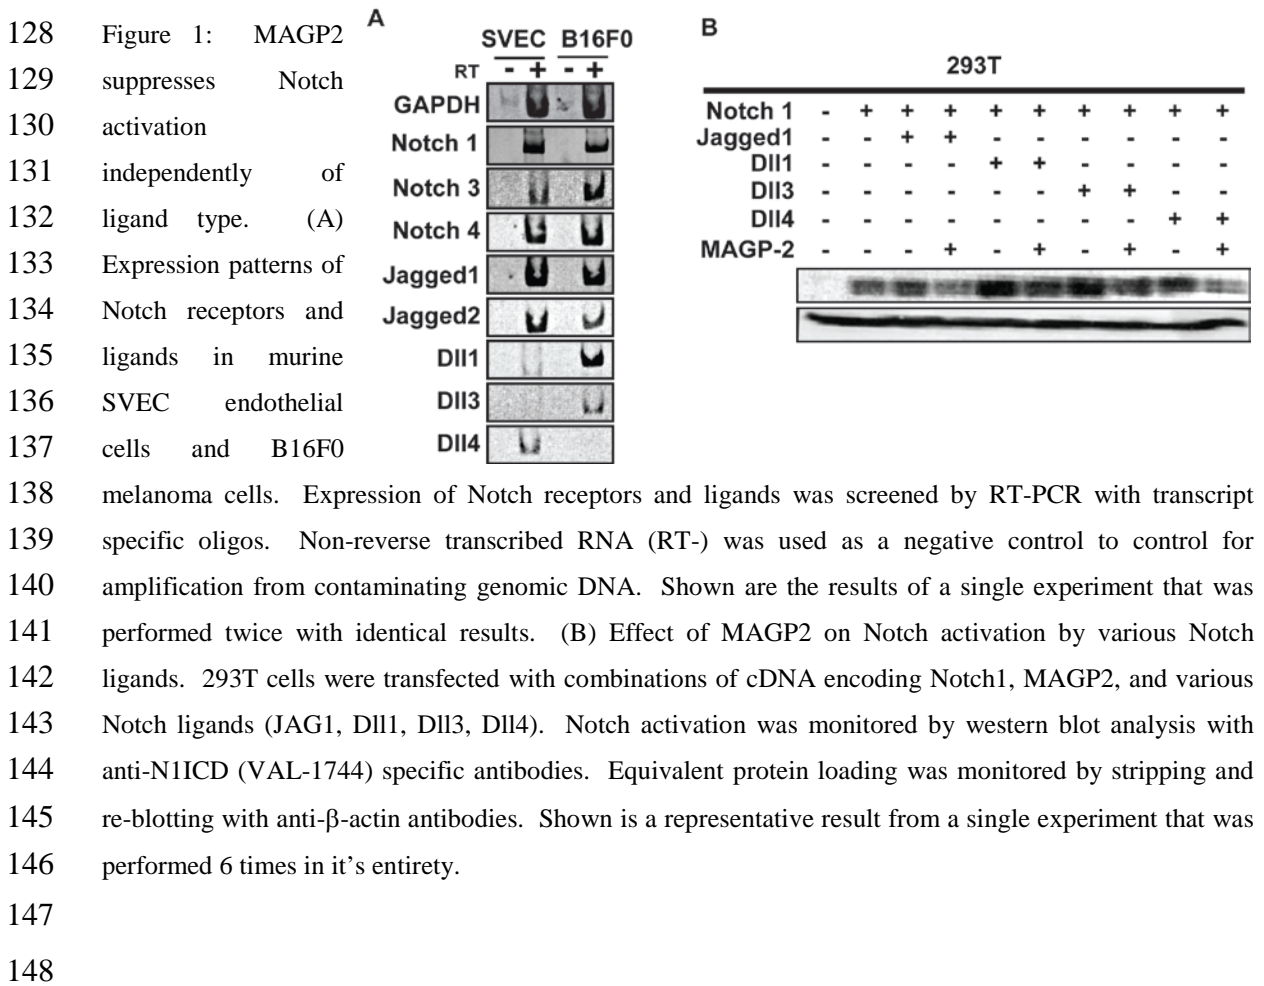 128 Figure 1: MAGP2
129 suppresses Notch
130 activation
131 independently of
132 ligand type. (A)
133 Expression patterns of
134 Notch receptors and
135 ligands in murine
136 SVEC endothelial
137 cells and B16F0
A
SVEC B16F0
RT - + - +
GAPDH
Notch 1
Notch 3
Notch 4
Jagged1
Jagged2
Dll1
Dll3
Dll4
B
293T
Notch 1 - + + + + + + + + +
Jagged1 - - + + - - - - - -
Dll1 - - - - + + - - - -
Dll3 - - - - - - + + - -
Dll4 - - - - - - - - + +
MAGP-2 - - - + - + - + - +
138 melanoma cells. Expression of Notch receptors and ligands was screened by RT-PCR with transcript
139 specific oligos. Non-reverse transcribed RNA (RT-) was used as a negative control to control for
140 amplification from contaminating genomic DNA. Shown are the results of a single experiment that was
141 performed twice with identical results. (B) Effect of MAGP2 on Notch activation by various Notch
142 ligands. 293T cells were transfected with combinations of cDNA encoding Notch1, MAGP2, and various
143 Notch ligands (JAG1, Dll1, Dll3, Dll4). Notch activation was monitored by western blot analysis with
144 anti-N1ICD (VAL-1744) specific antibodies. Equivalent protein loading was monitored by stripping and
145 re-blotting with anti-β-actin antibodies. Shown is a representative result from a single experiment that was
146 performed 6 times in it's entirety.
147
148